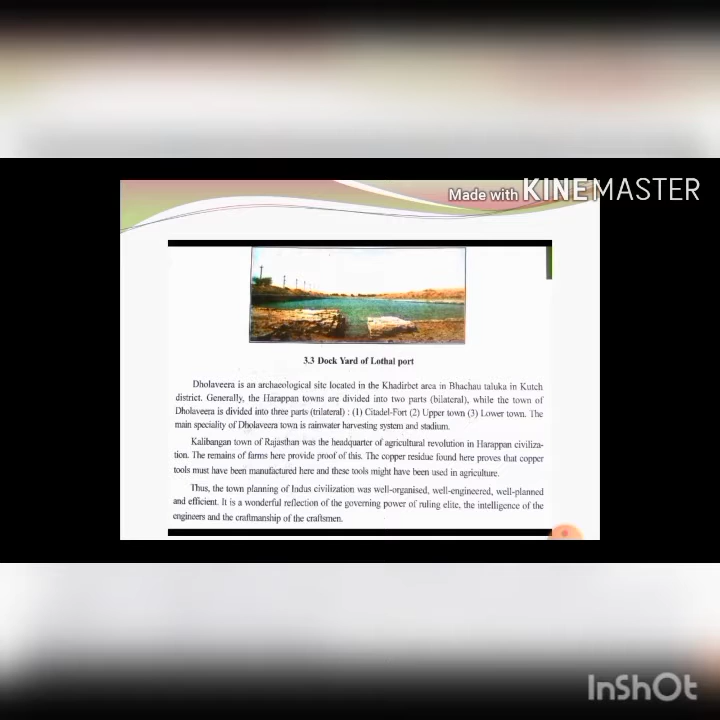 Made with KINEMASTER
3.3 Dock Yard of Lothal port
Dholaveera is an archaeological site located in the Khadirbet area in Bhachau taluka in Kutch
district. Generally, the Harappan towns are divided into two parts (bilateral), while the town of
Dholaveera is divided into three parts (trilateral) : (1) Citadel-Fort (2) Upper town (3) Lower town. The
main speciality of Dholaveera town is rainwater harvesting system and stadium.
Kalibangan town of Rajasthan was the headquarter of agricultural revolution in Harappan civiliza-
tion. The remains of farms here provide proof of this. The copper residue found here proves that copper
tools must have been manufactured here and these tools might have been used in agriculture.
Thus, the town planning of Indus civilization was well-organised, well-engineered, well-planned
and efficient. It is a wonderful reflection of the governing power of ruling elite, the intelligence of the
engineers and the craftmanship of the craftsmen.
InShOt